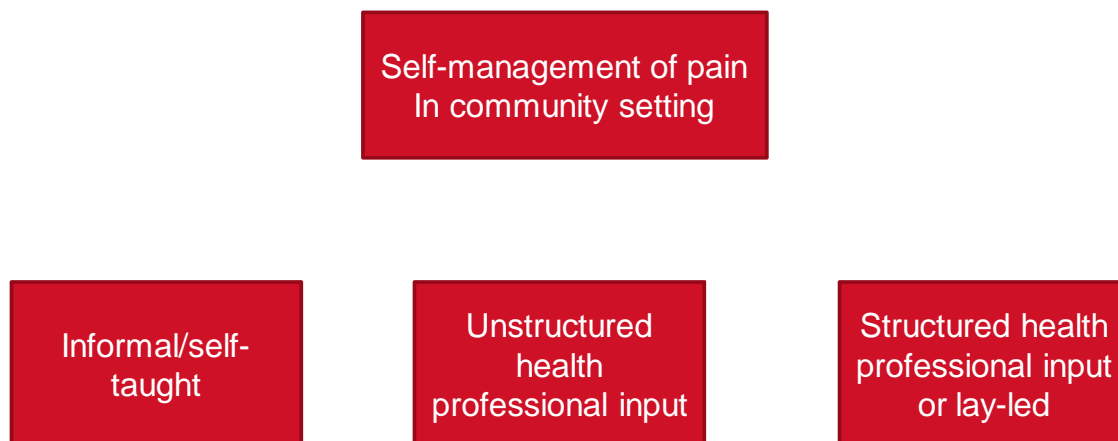 Self-management of pain
In community setting
Informal/self-
taught
Unstructured
health
professional input
Structured health
professional input
or lay-led